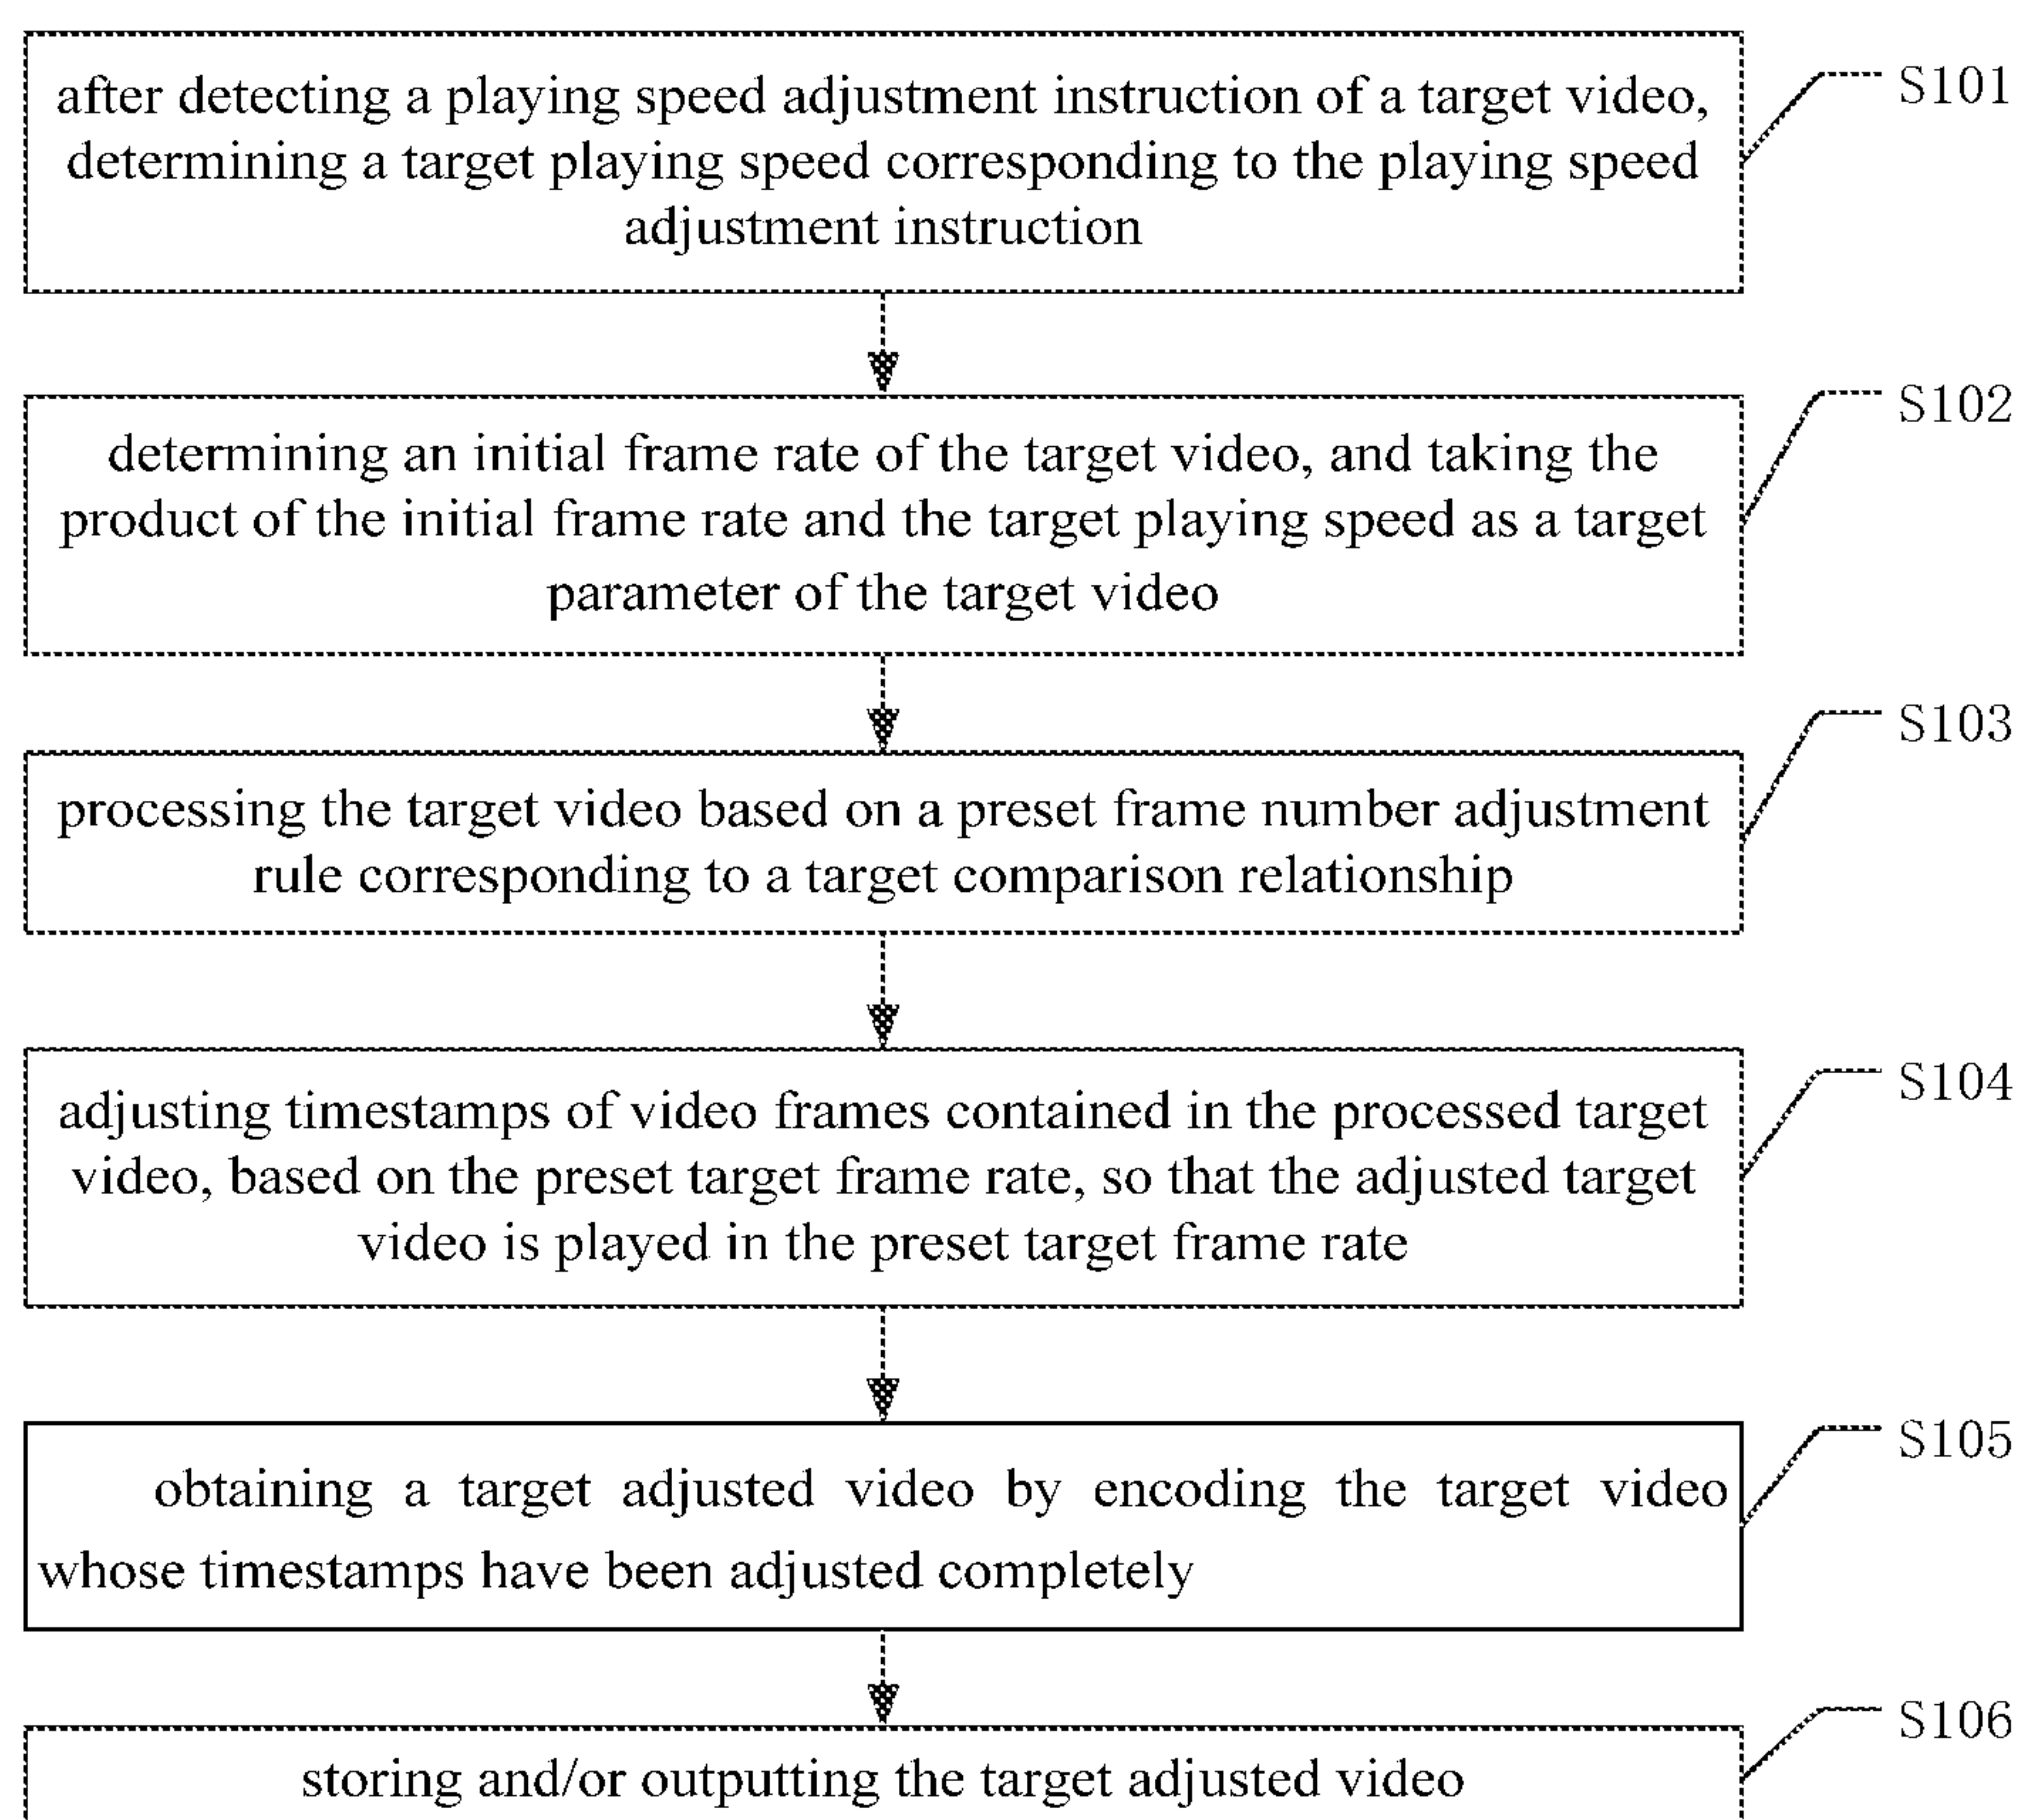 after detecting a playing speed adjustment instruction of a target video,
determining a target playing speed corresponding to the playing speed
adjustment instruction
S101
determining an initial frame rate of the target video, and taking the
product of the initial frame rate and the target playing speed as a target
parameter of the target video
S102
processing the target video based on a preset frame number adjustment
rule corresponding to a target comparison relationship
S103
adjusting timestamps of video frames contained in the processed target
video, based on the preset target frame rate, so that the adjusted target
video is played in the preset target frame rate
S104
obtaining a target adjusted video by encoding the target video
whose timestamps have been adjusted completely
S105
storing and/or outputting the target adjusted video
S106